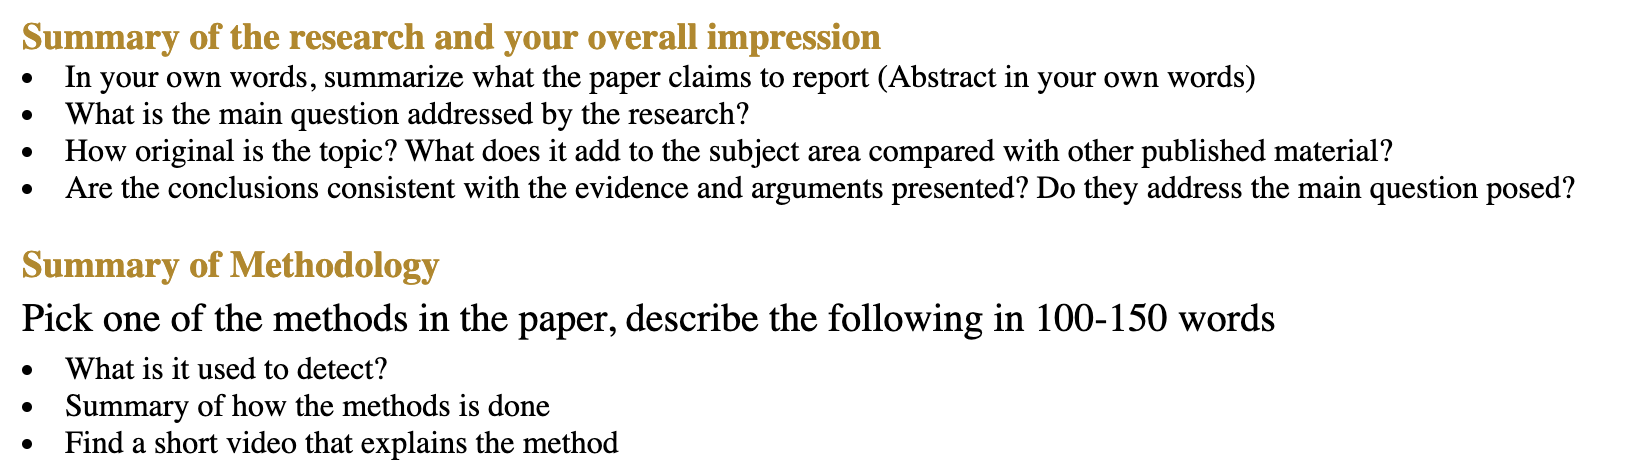 Summary of the research and your overall impression
• In your own words, summarize what the paper claims to report (Abstract in your own words)
• What is the main question addressed by the research?
• How original is the topic? What does it add to the subject area compared with other published material?
• Are the conclusions consistent with the evidence and arguments presented? Do they address the main question posed?
Summary of Methodology
Pick one of the methods in the paper, describe the following in 100-150 words
• What is it used to detect?
• Summary of how the methods is done
• Find a short video that explains the method